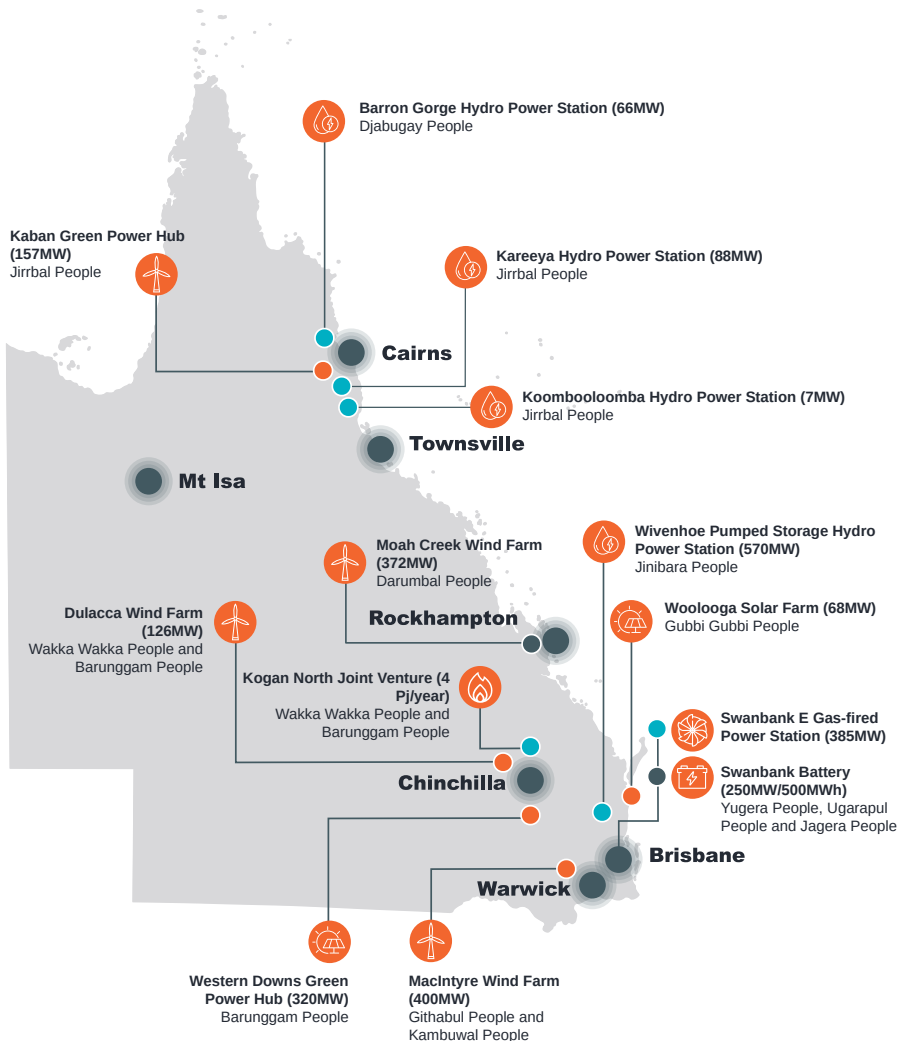 Barron Gorge Hydro Power Station (66MW)
Djabugay People
Kaban Green Power Hub
(157MW)
Jirrbal People
Kareeya Hydro Power Station (88MW)
Jirrbal People
Cairns
Koombooloomba Hydro Power Station (7MW)
Jirrbal People
Townsville
Mt Isa
Moah Creek Wind Farm
(372MW)
Darumbal People
Wivenhoe Pumped Storage Hydro
Power Station (570MW)
Jinibara People
Dulacca Wind Farm
(126MW)
Wakka Wakka People and
Barunggam People
Rockhampton
Woolooga Solar Farm (68MW)
Gubbi Gubbi People
Kogan North Joint Venture (4
Pj/year)
Wakka Wakka People and
Barunggam People
Swanbank E Gas-fired
Power Station (385MW)
Chinchilla
Swanbank Battery
(250MW/500MWh)
Yugera People, Ugarapul
People and Jagera People
Brisbane
Warwick
Western Downs Green
Power Hub (320MW)
Barunggam People
MacIntyre Wind Farm
(400MW)
Githabul People and
Kambuwal People